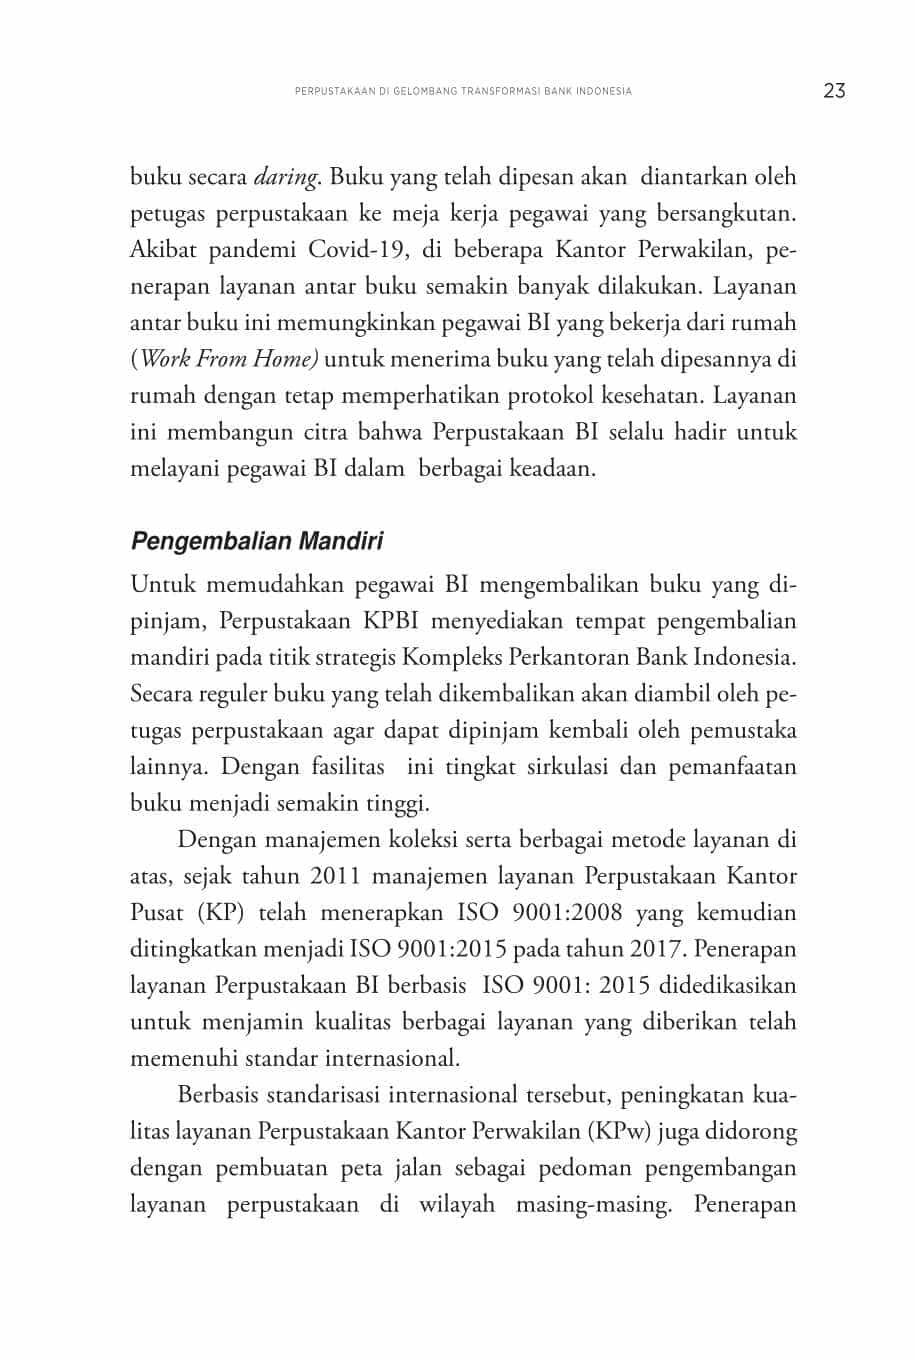 PERPUSTAKAAN DI GELOMBANG TRANSFORMASI BANK INDONESIA 23
buku secara daring. Buku yang telah dipesan akan diantarkan oleh
petugas perpustakaan ke meja kerja pegawai yang bersangkutan.
Akibat pandemi Covid-19, di beberapa Kantor Perwakilan, pe-
nerapan layanan antar buku semakin banyak dilakukan. Layanan
antar buku ini memungkinkan pegawai BI yang bekerja dari rumah
(Work From Home) untuk menerima buku yang telah dipesannya di
rumah dengan tetap memperhatikan protokol kesehatan. Layanan
ini membangun citra bahwa Perpustakaan BI selalu hadir untuk
melayani pegawai BI dalam berbagai keadaan.
Pengembalian Mandiri
Untuk memudahkan pegawai BI mengembalikan buku yang di-
pinjam, Perpustakaan KPBI menyediakan tempat pengembalian
mandiri pada titik strategis Kompleks Perkantoran Bank Indonesia.
Secara reguler buku yang telah dikembalikan akan diambil oleh pe-
tugas perpustakaan agar dapat dipinjam kembali oleh pemustaka
lainnya. Dengan fasilitas ini tingkat sirkulasi dan pemanfaatan
buku menjadi semakin tinggi.
Dengan manajemen koleksi serta berbagai metode layanan di
atas, sejak tahun 2011 manajemen layanan Perpustakaan Kantor
Pusat (KP) telah menerapkan ISO 9001:2008 yang kemudian
ditingkatkan menjadi ISO 9001:2015 pada tahun 2017. Penerapan
layanan Perpustakaan BI berbasis ISO 9001: 2015 didedikasikan
untuk menjamin kualitas berbagai layanan yang diberikan telah
memenuhi standar internasional.
Berbasis standarisasi internasional tersebut, peningkatan kua-
litas layanan Perpustakaan Kantor Perwakilan (KPw) juga didorong
dengan pembuatan peta jalan sebagai pedoman pengembangan
layanan perpustakaan di wilayah masing-masing. Penerapan